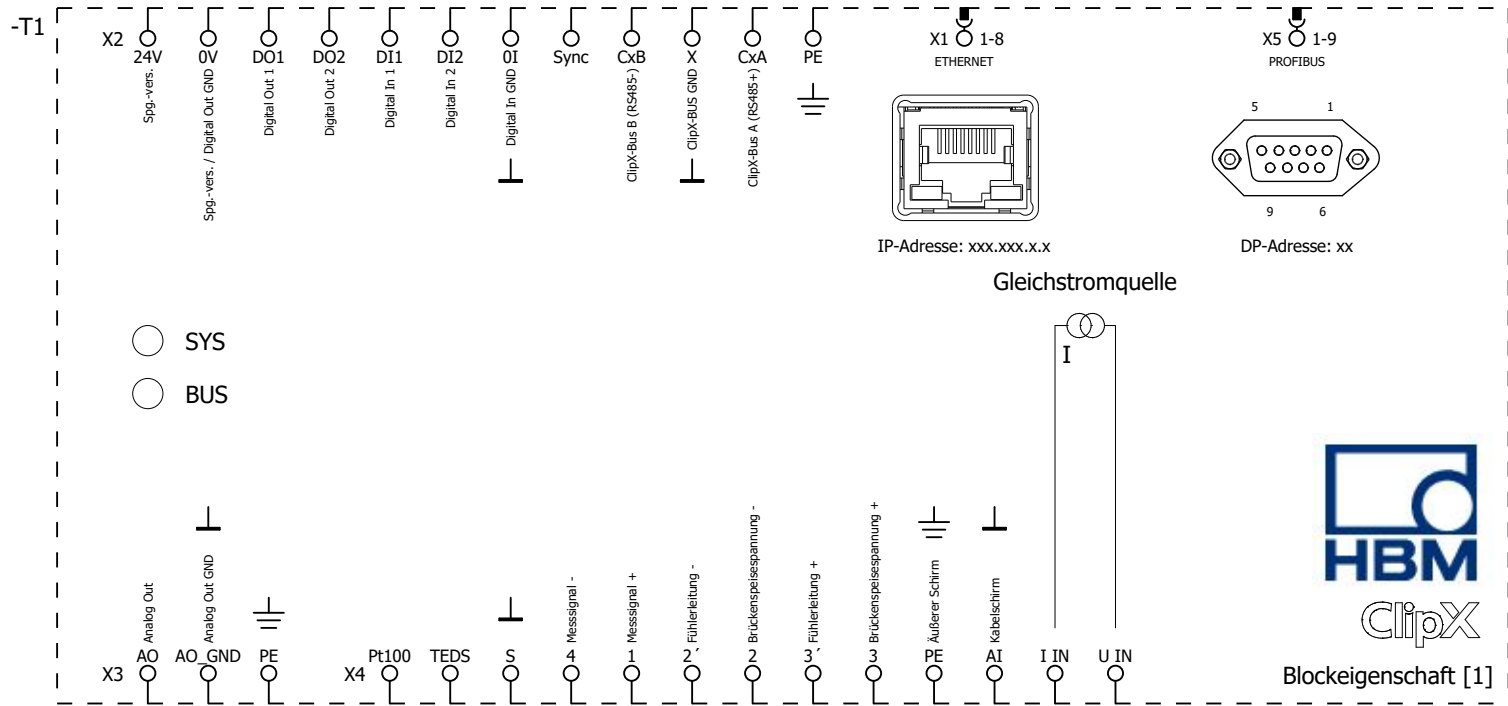 -T1
X2
24V
0V
DO1
DO2
DI1
DI2
0I
Sync
CxB
X
CxA
PE
X1 1-8
ETHERNET
X5 1-9
PROFIBUS
Spg.-vers.
Spg.-vers. / Digital Out GND
Digital Out 1
Digital Out 2
Digital In 1
Digital In 2
Digital In GND
ClipX-Bus B (RS485-)
ClipX-BUS GND
ClipX-Bus A (RS485+)
5 1
9 6
IP-Adresse: xxx.xxx.x.x
DP-Adresse: xx
Gleichstromquelle
I
SYS
BUS
HBM
ClipX
Blockeigenschaft [1]
Analog Out
Analog Out GND
Messsignal -
Messsignal +
Fühlerleitung -
Brückenspeisespannung -
Fühlerleitung +
Brückenspeisespannung +
Äußerer Schirm
Kabelschirm
X3
AO
AO_GND
PE
X4
Pt100
TEDS
S
4
1
2`
2
3`
3
PE
AI
I IN
U IN